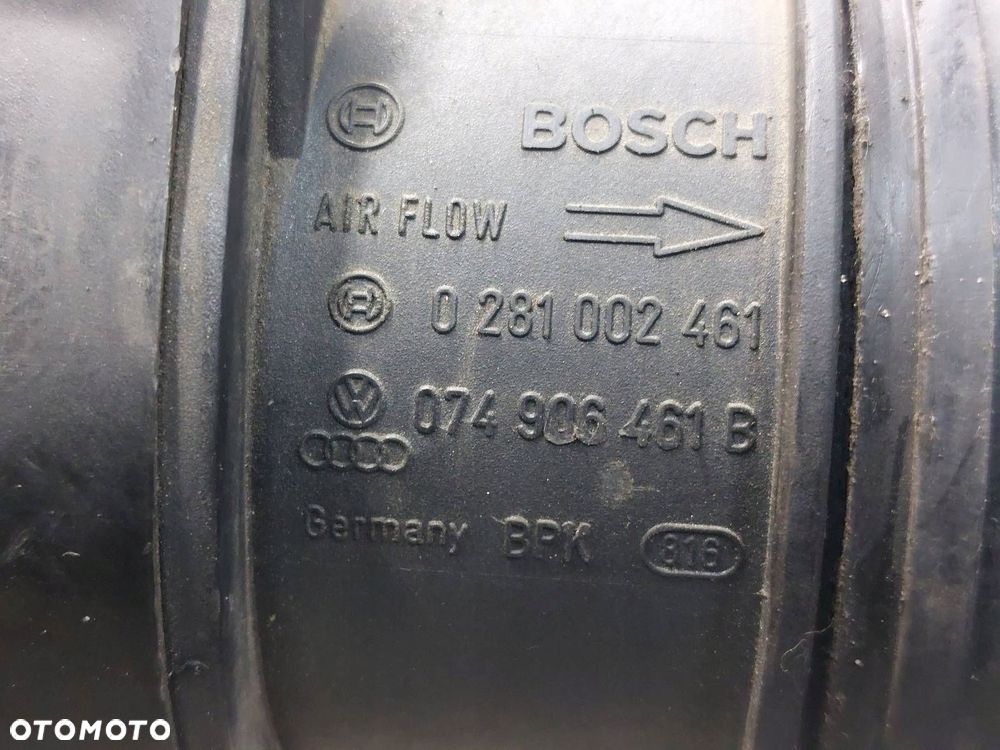 BOSCH
AIR FLOW
0 281 002 461
074 906 461 B
Germany BPK 816
OTOMOTO